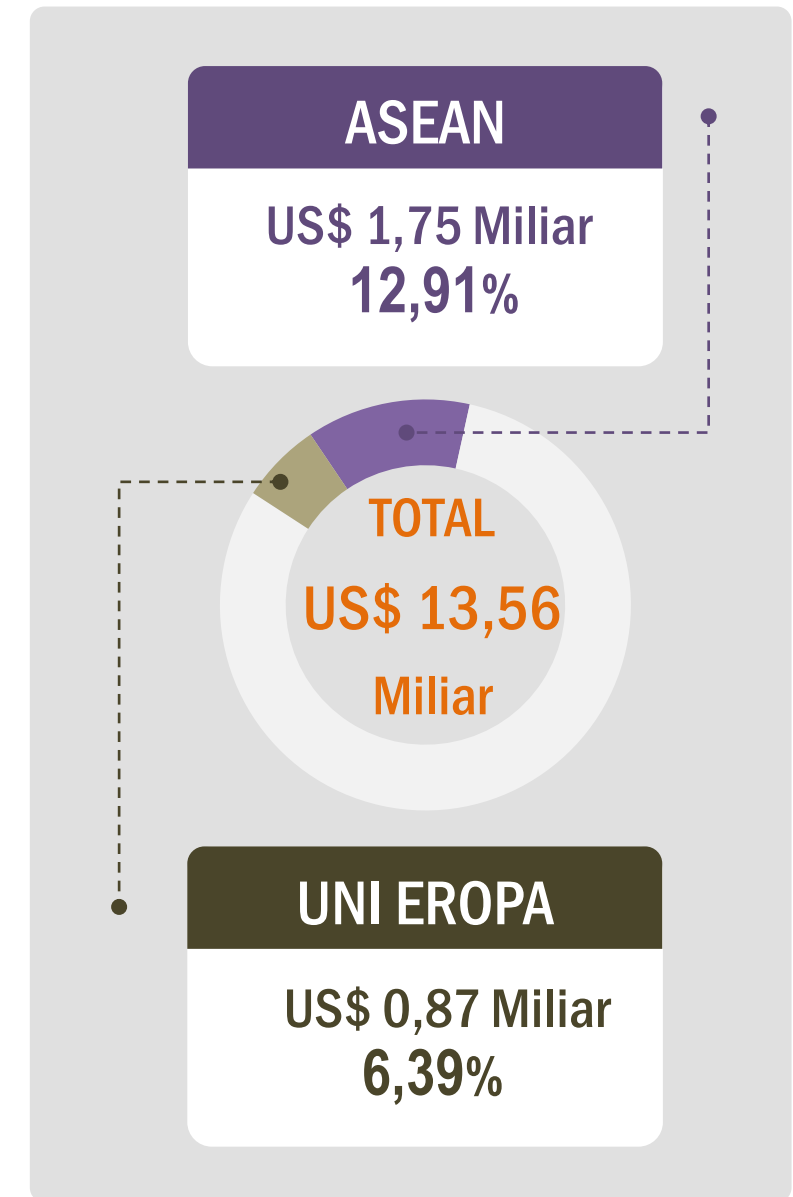 ASEAN
US$ 1,75 Miliar
12,91%
TOTAL
US$ 13,56
Miliar
UNI EROPA
US$ 0,87 Miliar
6,39%